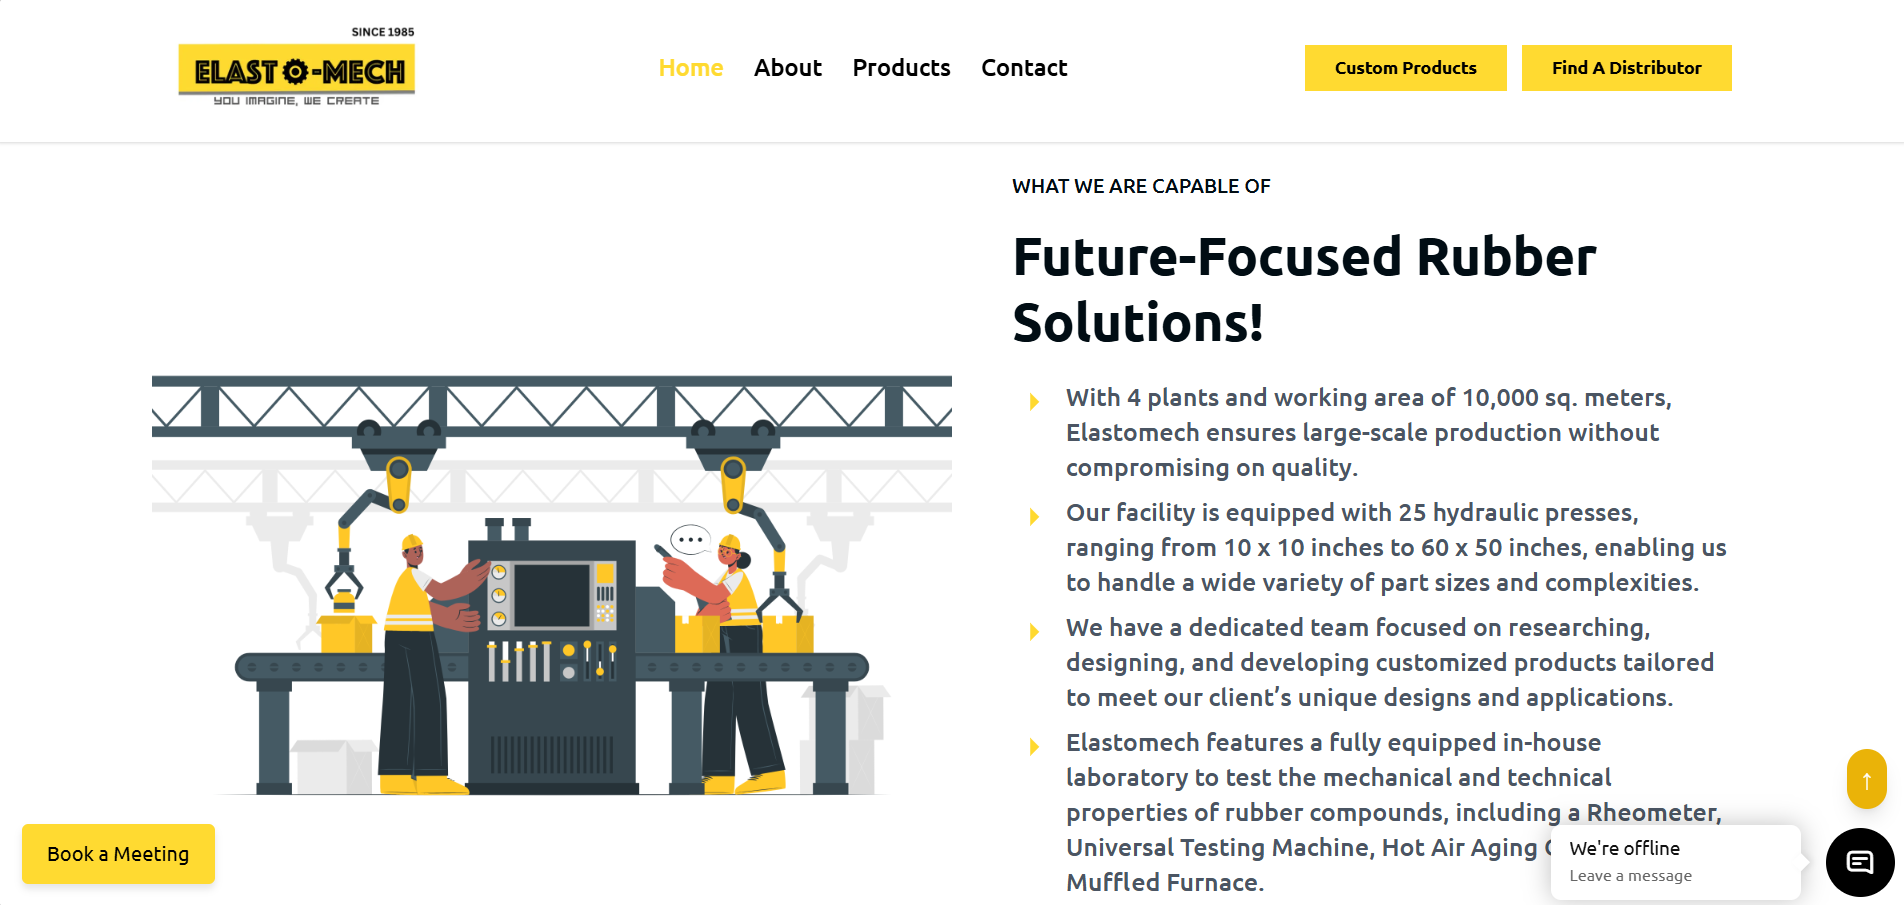 SINCE 1985
ELAST O-MECH
YOU IMAGINE, WE CREATE
Home About Products Contact
Custom Products Find A Distributor
WHAT WE ARE CAPABLE OF
Future-Focused Rubber
Solutions!
With 4 plants and working area of 10,000 sq. meters,
Elastomech ensures large-scale production without
compromising on quality.
Our facility is equipped with 25 hydraulic presses,
ranging from 10 x 10 inches to 60 x 50 inches, enabling us
to handle a wide variety of part sizes and complexities.
We have a dedicated team focused on researching,
designing, and developing customized products tailored
to meet our client’s unique designs and applications.
Elastomech features a fully equipped in-house
laboratory to test the mechanical and technical
properties of rubber compounds, including a Rheometer,
Universal Testing Machine, Hot Air Aging
Muffled Furnace.
↑
Book a Meeting
We're offline
Leave a message